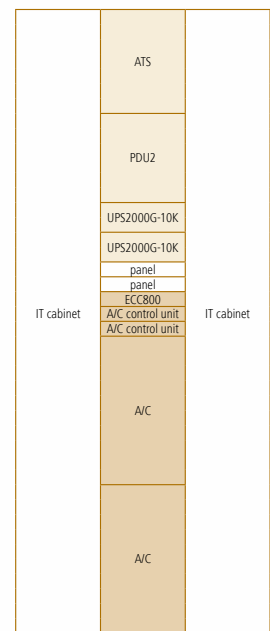 ATS
PDU2
UPS2000G-10K
UPS2000G-10K
panel
panel
ECC800
IT cabinet
A/C control unit
IT cabinet
A/C control unit
A/C
A/C